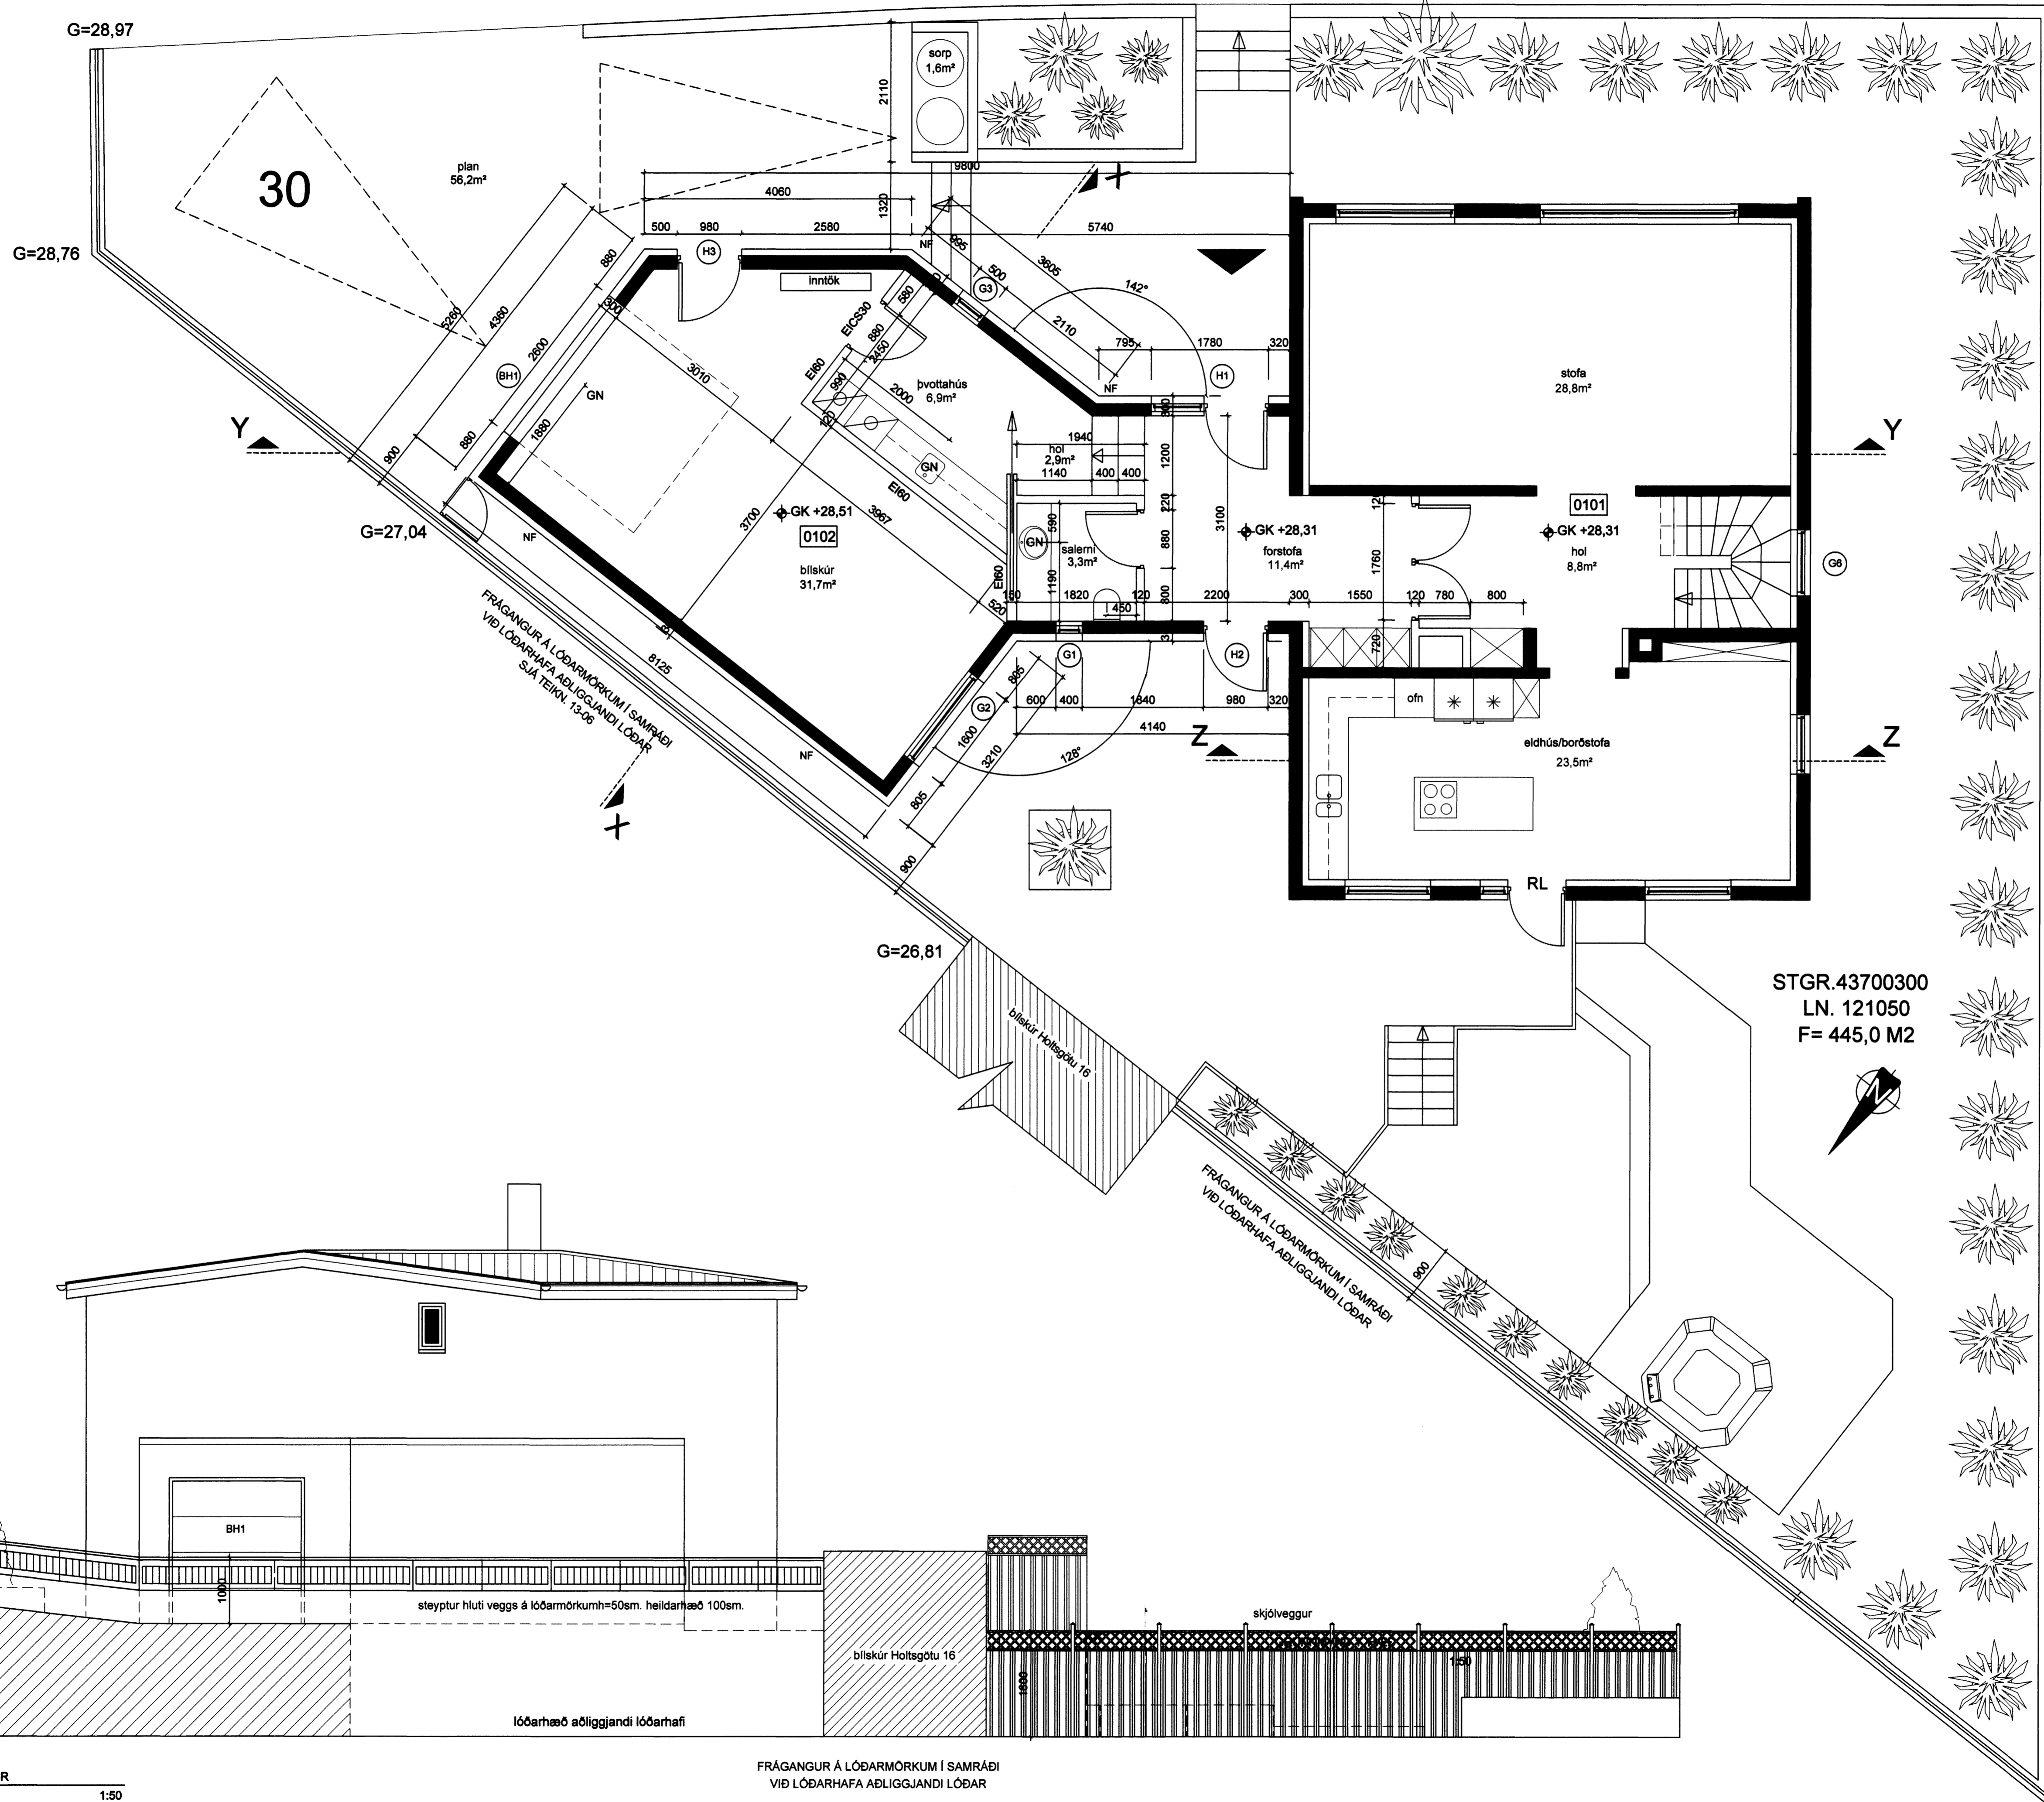 G=28,97
sorp
1,6m²
2110
plan
56,2m²
30
9800
4060
1320
G=28,76
500
980
2580
5740
H3
NF
995
880
inntök
500
G3
3605
142°
5260
4360
300
580
EICS30
880
2110
2600
2450
795
1780
320
BH1
3010
EI60
990
þvottahús
6,9m²
2000
NF
H1
stofa
28,8m²
GN
120
Y
1880
880
900
1940
hol
2,9m²
1200
1140
400
400
Y
GN
EI60
3700
GK +28,51
3967
0102
bílskúr
31,7m²
G=27,04
NF
590
GN
salerni
3,3m²
220
880
3100
GK +28,31
forstofa
11,4m²
1760
0101
GK +28,31
hol
8,8m²
G6
EI60
1190
800
150
1820
120
2200
300
1550
120
780
800
520
450
FRÁGANGUR Á LÓÐARMÖRKUM Í SAMRÁÐI
VIÐ LÓÐARHAFA AÐLIGGJANDI LÓÐAR
SJÁ TEIKN. 13-06
8125
G1
H2
720
805
600
400
1840
980
320
G2
ofn
4140
1600
3210
128°
Z
Z
NF
805
eldhús/borðstofa
23,5m²
X
X
900
RL
G=26,81
bílskúr Holtsgötu 16
STGR.43700300
LN. 121050
F= 445,0 M2
N
FRÁGANGUR Á LÓÐARMÖRKUM Í SAMRÁÐI
VIÐ LÓÐARHAFA AÐLIGGJANDI LÓÐAR
900
BH1
1000
steyptur hluti veggs á lóðarmörkumh=50sm. heildarhæð 100sm.
skjólveggur
bílskúr Holtsgötu 16
1:50
1800
lóðarhæð aðliggjandi lóðarhafi
FRÁGANGUR Á LÓÐARMÖRKUM Í SAMRÁÐI
VIÐ LÓÐARHAFA AÐLIGGJANDI LÓÐAR
R
1:50